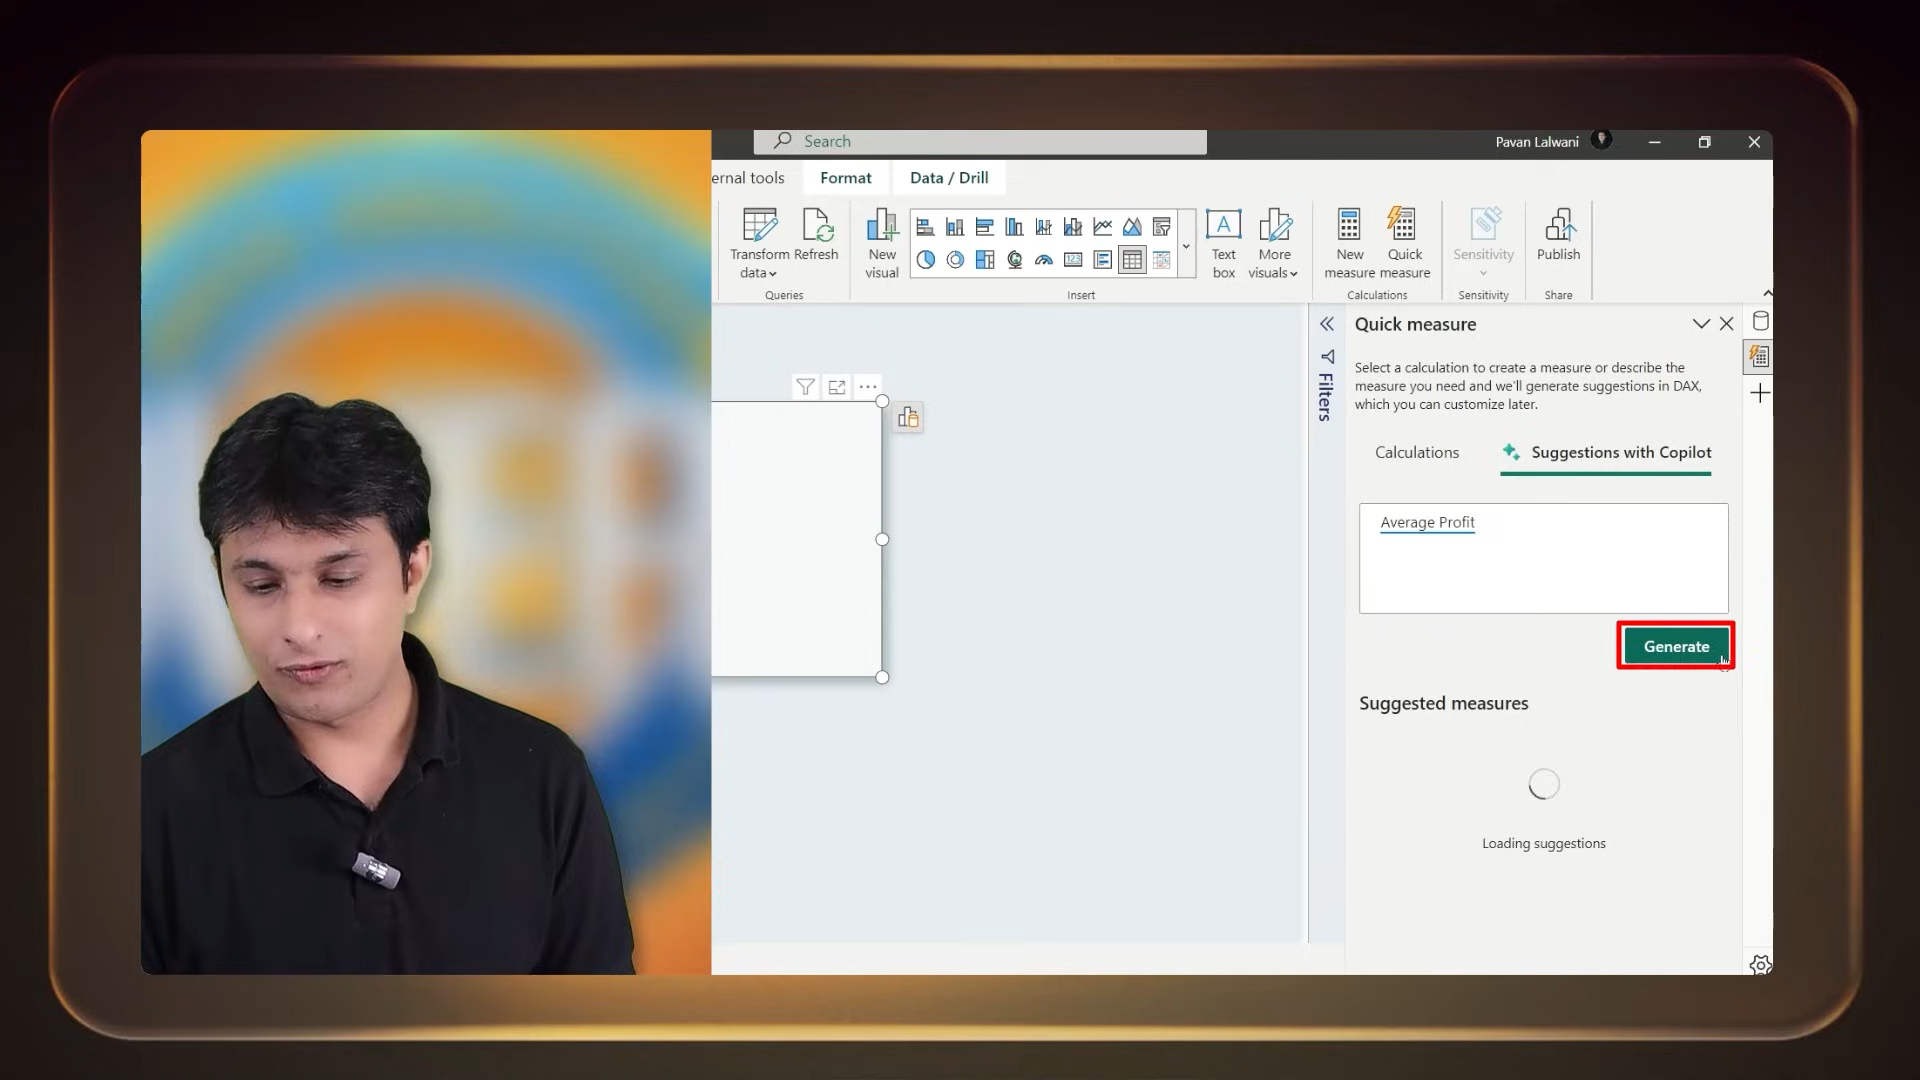 Search
Pavan Lalwani
ernal tools
Format
Data / Drill
Transform
data
Refresh
Queries
New
visual
123
Insert
A
Text
box
More
visuals
New
measure
Quick
measure
Calculations
Sensitivity
Sensitivity
Publish
Share
Filters
Quick measure
Select a calculation to create a measure or describe the
measure you need and we'll generate suggestions in DAX,
which you can customize later.
Calculations
Suggestions with Copilot
Average Profit
Generate
Suggested measures
Loading suggestions